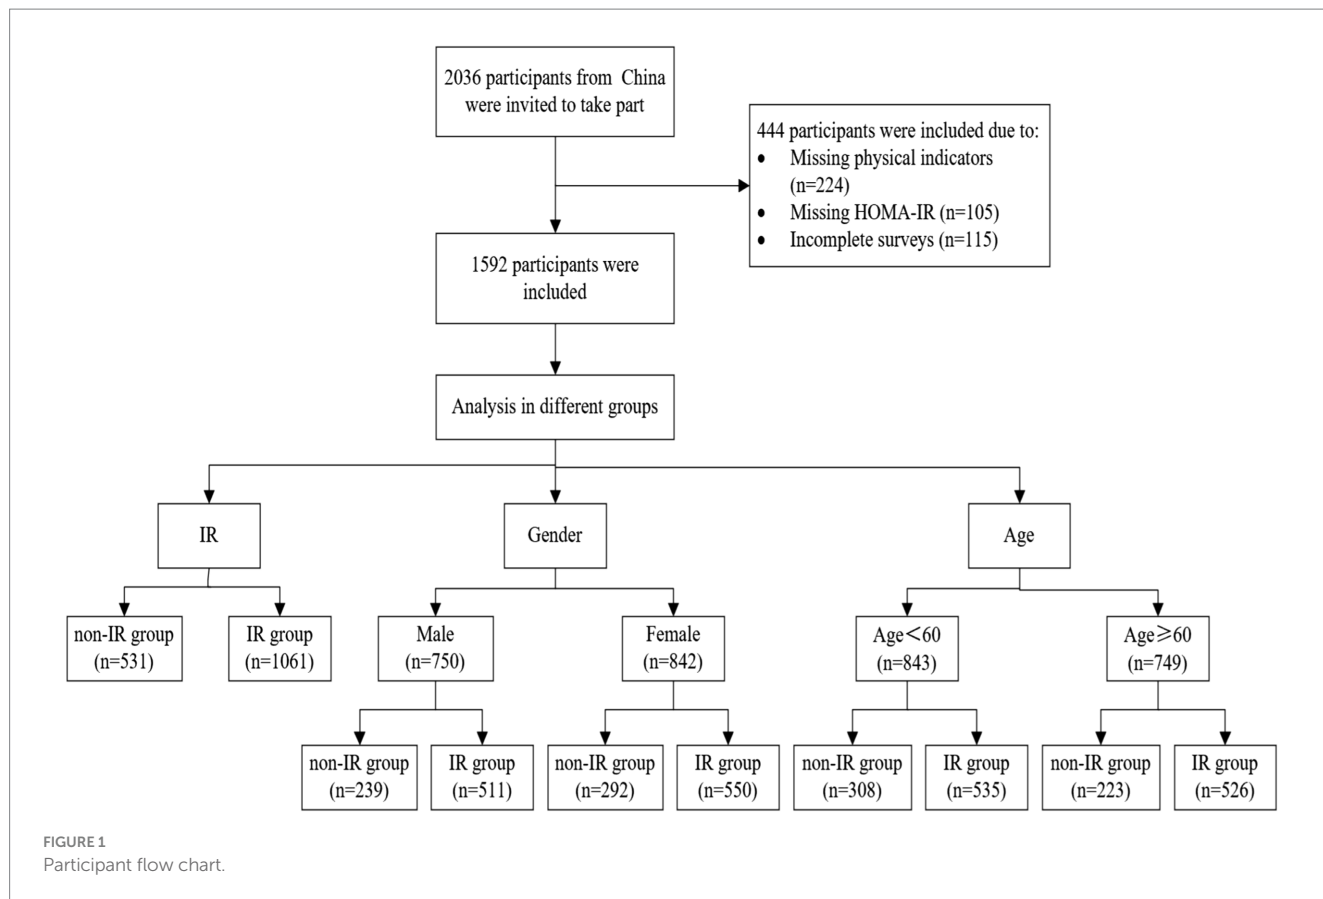 2036 participants from China
were invited to take part
444 participants were included due to:
• Missing physical indicators
(n=224)
• Missing HOMA-IR (n=105)
• Incomplete surveys (n=115)
1592 participants were
included
Analysis in different groups
IR
Gender
Age
non-IR group
(n=531)
IR group
(n=1061)
Male
(n=750)
Female
(n=842)
Age<60
(n=843)
Age≥60
(n=749)
non-IR group
(n=239)
IR group
(n=511)
non-IR group
(n=292)
IR group
(n=550)
non-IR group
(n=308)
IR group
(n=535)
non-IR group
(n=223)
IR group
(n=526)
FIGURE 1
Participant flow chart.